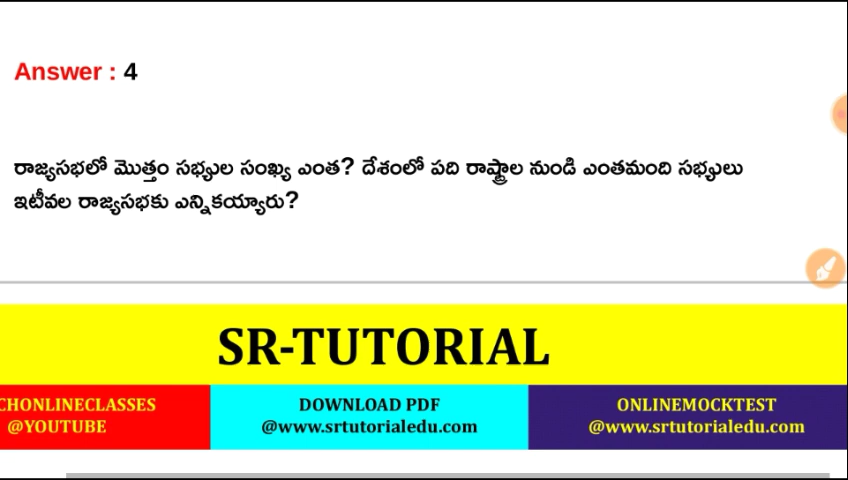 Answer : 4
రాజ్యసభలో మొత్తం సభ్యుల సంఖ్య ఎంత? దేశంలో పది రాష్ట్రాల నుండి ఎంతమంది సభ్యులు
ఇటీవల రాజ్యసభకు ఎన్నికయ్యారు?
SR-TUTORIAL
CHONLINECLASSES
@YOUTUBE
DOWNLOAD PDF
@www.srtutorialedu.com
ONLINEMOCKTEST
@www.srtutorialedu.com